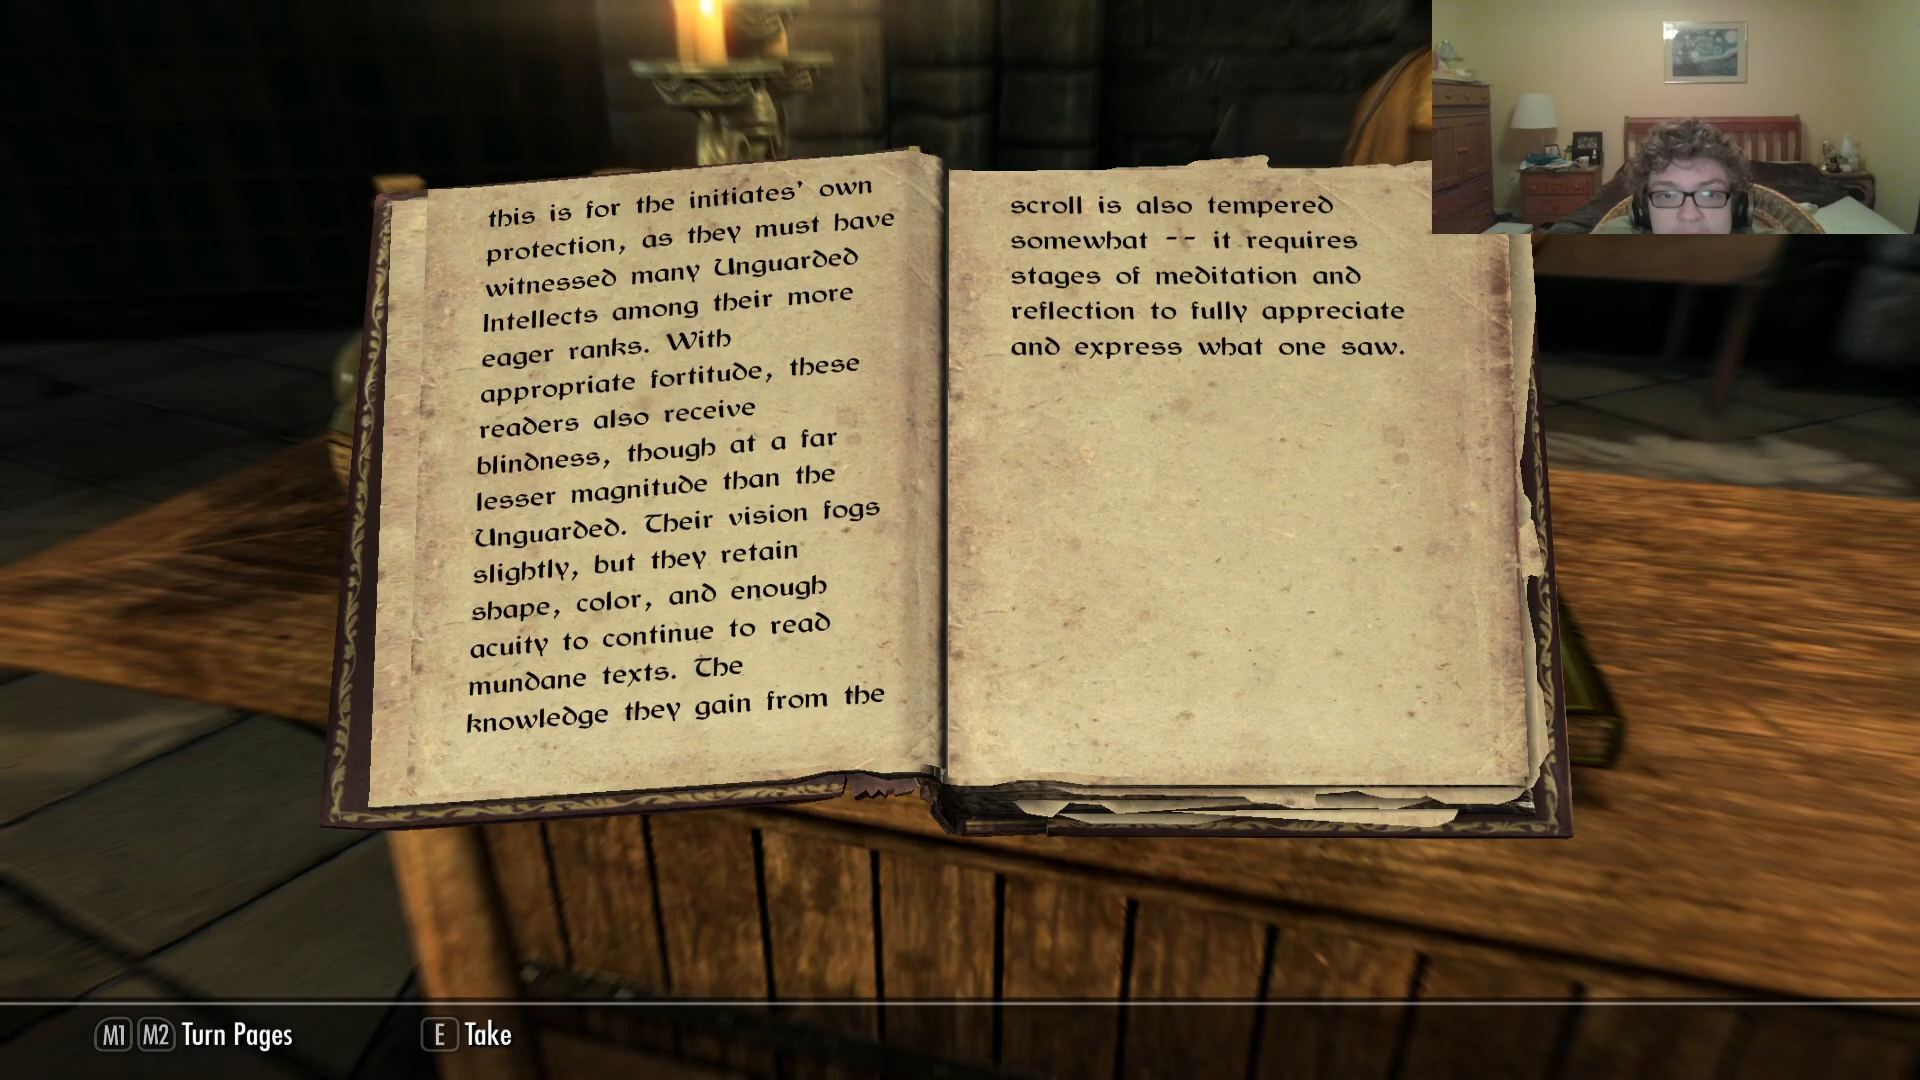 this is for the initiates' own
protection, as they must have
witnessed many Unguarded
Intellects among their more
eager ranks. With
appropriate fortitude, these
readers also receive
blindness, though at a far
lesser magnitude than the
Unguarded. Their vision fogs
slightly, but they retain
shape, color, and enough
acuity to continue to read
mundane texts. The
knowledge they gain from the
scroll is also tempered
somewhat -- it requires
stages of meditation and
reflection to fully appreciate
and express what one saw.
M1 M2 Turn Pages
E Take